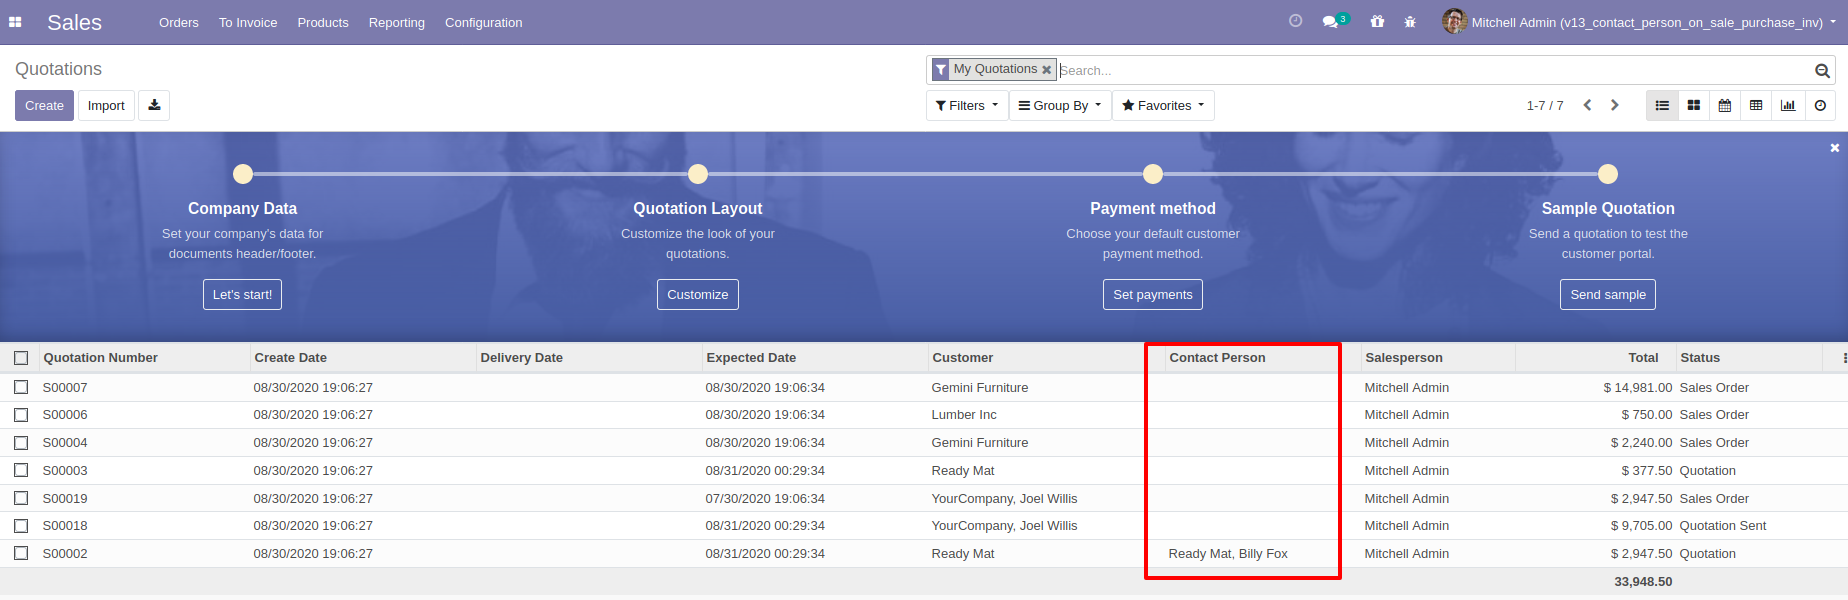 Sales Orders To Invoice Products Reporting Configuration 3 Mitchell Admin (v13_contact_person_on_sale_purchase_inv)
Quotations
My Quotations Search...
Create Import Filters Group By Favorites 1-7 / 7
Company Data Quotation Layout Payment method Sample Quotation
Set your company's data for Customize the look of your Choose your default customer Send a quotation to test the
documents header/footer. quotations. payment method. customer portal.
Let's start! Customize Set payments Send sample
Quotation Number Create Date Delivery Date Expected Date Customer Contact Person Salesperson Total Status
S00007 08/30/2020 19:06:27 08/30/2020 19:06:34 Gemini Furniture Mitchell Admin $ 14,981.00 Sales Order
S00006 08/30/2020 19:06:27 08/30/2020 19:06:34 Lumber Inc Mitchell Admin $ 750.00 Sales Order
S00004 08/30/2020 19:06:27 08/30/2020 19:06:34 Gemini Furniture Mitchell Admin $ 2,240.00 Sales Order
S00003 08/30/2020 19:06:27 08/31/2020 00:29:34 Ready Mat Mitchell Admin $ 377.50 Quotation
S00019 08/30/2020 19:06:27 07/30/2020 19:06:34 YourCompany, Joel Willis Mitchell Admin $ 2,947.50 Sales Order
S00018 08/30/2020 19:06:27 08/31/2020 00:29:34 YourCompany, Joel Willis Mitchell Admin $ 9,705.00 Quotation Sent
S00002 08/30/2020 19:06:27 08/31/2020 00:29:34 Ready Mat Ready Mat, Billy Fox Mitchell Admin $ 2,947.50 Quotation
33,948.50